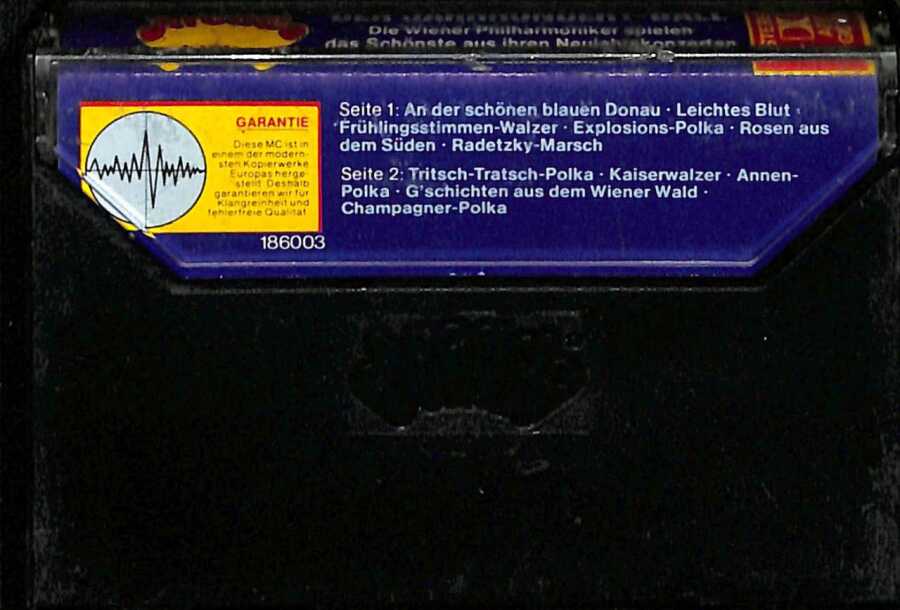 Die Wiener Philharmoniker spielen
das Schönste aus ihren
GARANTIE
Diese MC ist in
einem der modern-
sten Kopierwerke
Europas herge-
stellt. Deshalb
garantieren wir für
Klangreinheit und
fehlerfreie Qualität
186003
Seite 1: An der schönen blauen Donau · Leichtes Blut ·
Frühlingsstimmen-Walzer · Explosions-Polka · Rosen aus
dem Süden · Radetzky-Marsch
Seite 2: Tritsch-Tratsch-Polka · Kaiserwalzer · Annen-
Polka · G'schichten aus dem Wiener Wald ·
Champagner-Polka